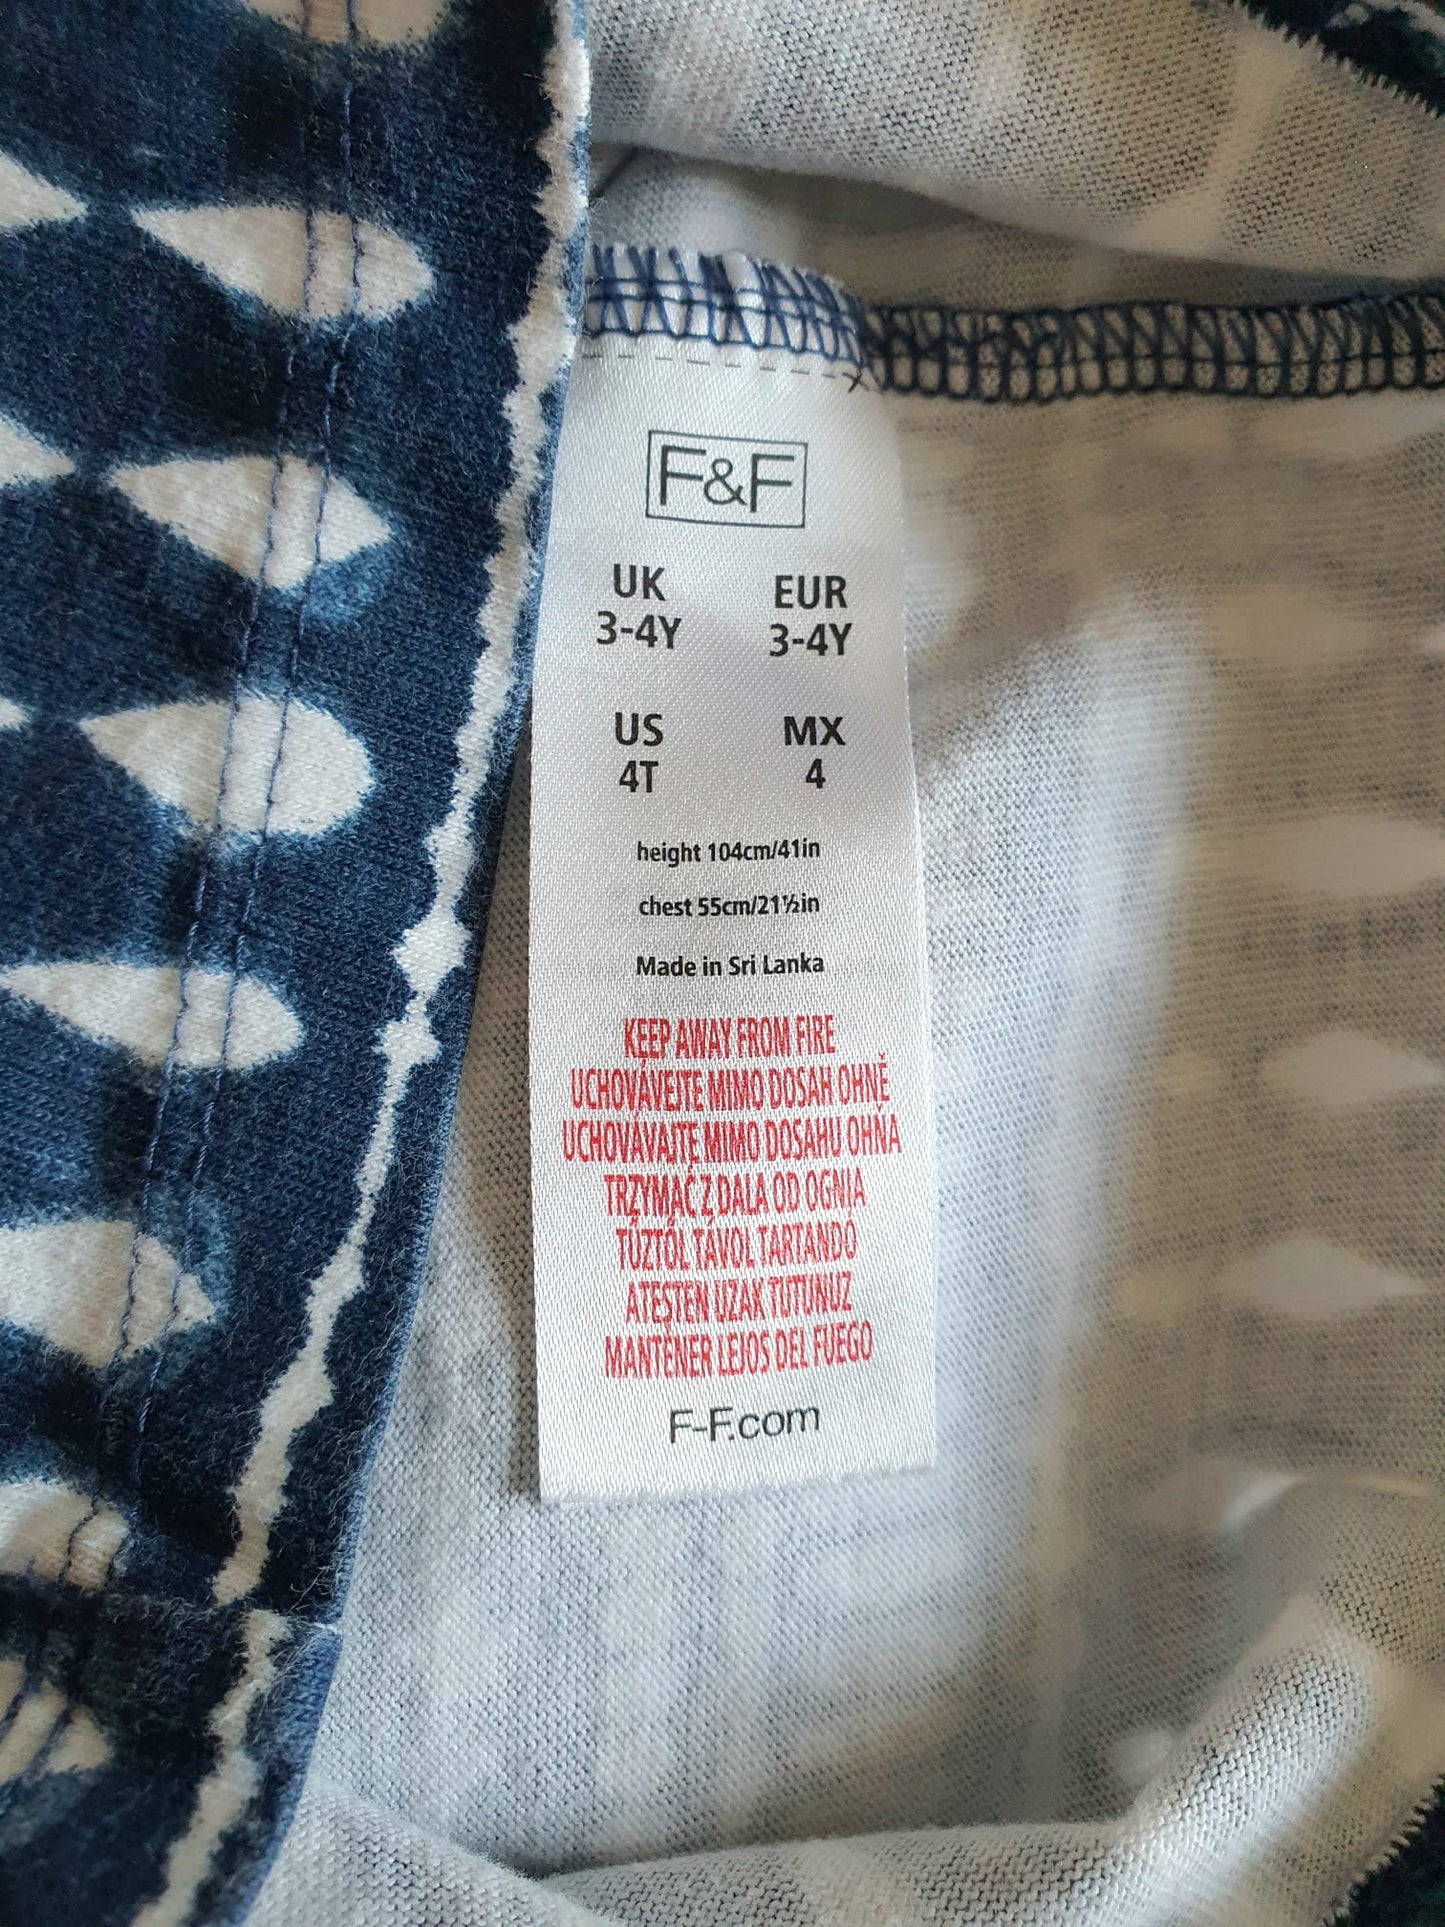 F&F
UK EUR
3-4Y 3-4Y
US MX
4T 4
height 104cm/41in
chest 55cm/21½in
Made in Sri Lanka
KEEP AWAY FROM FIRE
UCHOVÁVEJTE MIMO DOSAH OHNĚ
UCHOVÁVAJTE MIMO DOSAHU OHŇA
TRZYMAĆ Z DALA OD OGNIA
TŰZTŐL TÁVOL TARTANDÓ
ATEŞTEN UZAK TUTUNUZ
MANTENER LEJOS DEL FUEGO
F-F.com